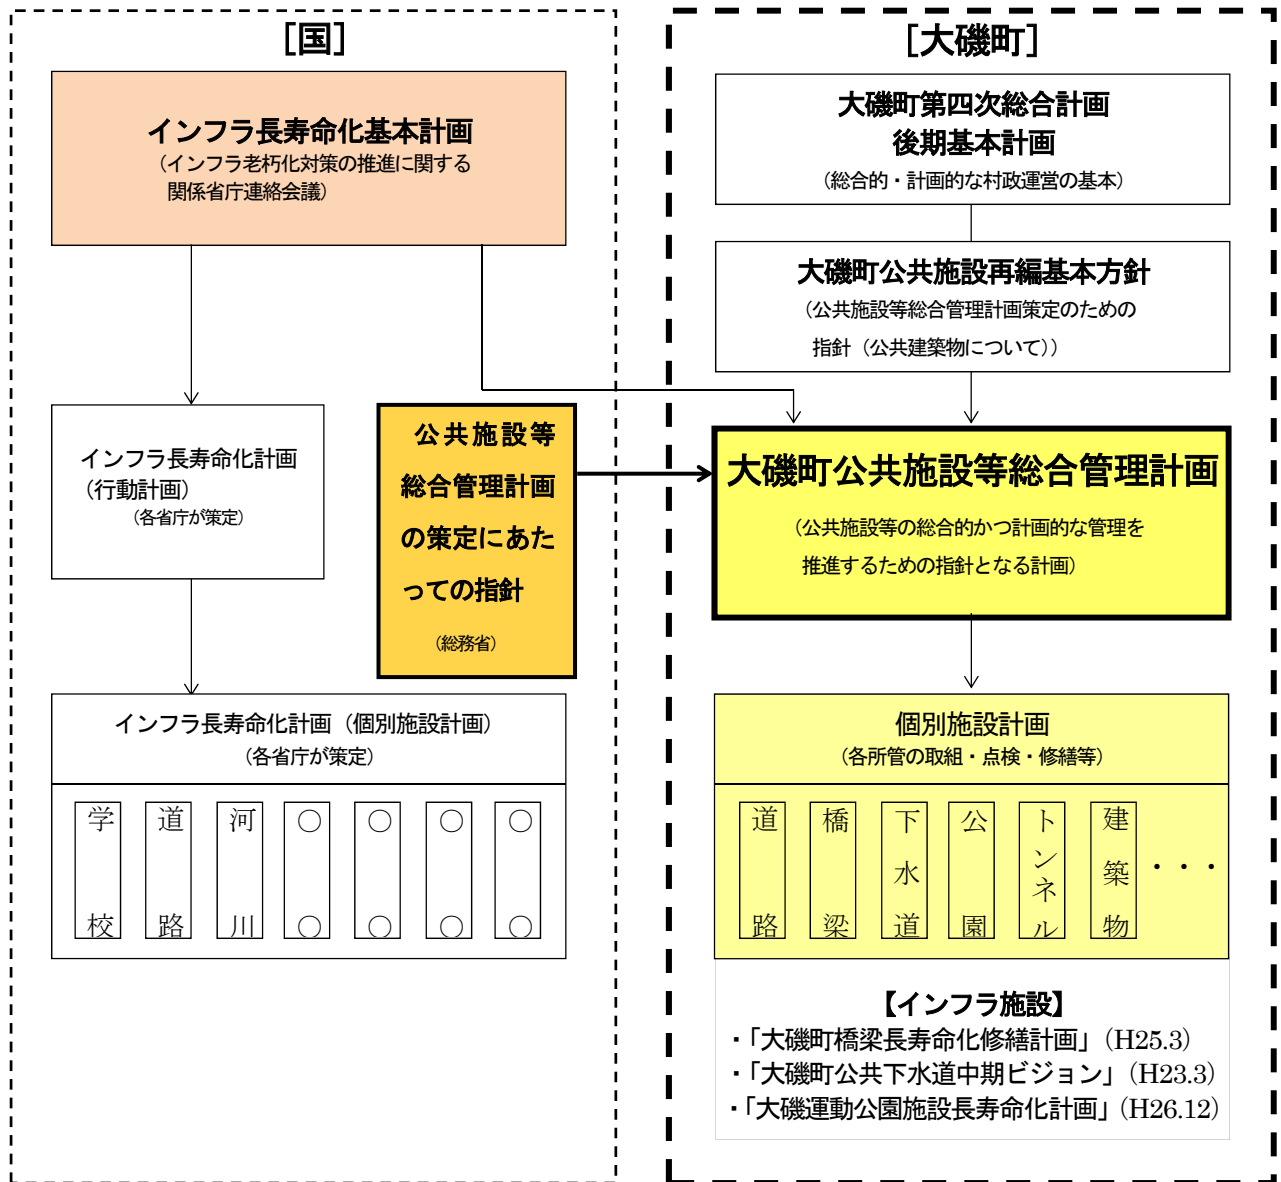 ［国］
インフラ長寿命化基本計画
（インフラ老朽化対策の推進に関する
関係省庁連絡会議）
インフラ長寿命化計画
（行動計画）
（各省庁が策定）
公共施設等
総合管理計画
の策定にあた
っての指針
（総務省）
インフラ長寿命化計画（個別施設計画）
（各省庁が策定）
学校
道路
河川
〇〇
〇〇
〇〇
〇〇
［大磯町］
大磯町第四次総合計画
後期基本計画
（総合的・計画的な村政運営の基本）
大磯町公共施設再編基本方針
（公共施設等総合管理計画策定のための
指針（公共建築物について））
大磯町公共施設等総合管理計画
（公共施設等の総合的かつ計画的な管理を
推進するための指針となる計画）
個別施設計画
（各所管の取組・点検・修繕等）
道路
橋梁
下水道
公園
トンネル
建築物
・・・
【インフラ施設】
・「大磯町橋梁長寿命化修繕計画」（H25.3）
・「大磯町公共下水道中期ビジョン」（H23.3）
・「大磯運動公園施設長寿命化計画」（H26.12）